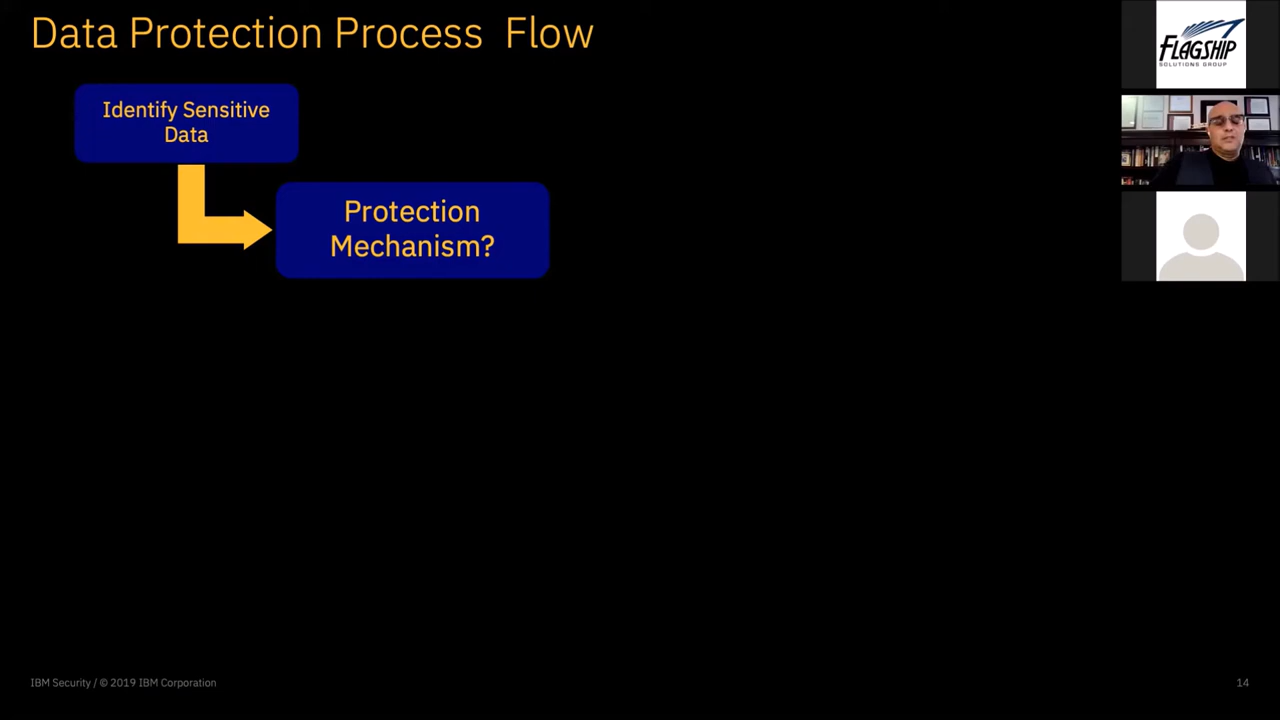 Data Protection Process Flow
Identify Sensitive
Data
Protection
Mechanism?
FLAGSHIP
SOLUTIONS GROUP
IBM Security / © 2019 IBM Corporation
14